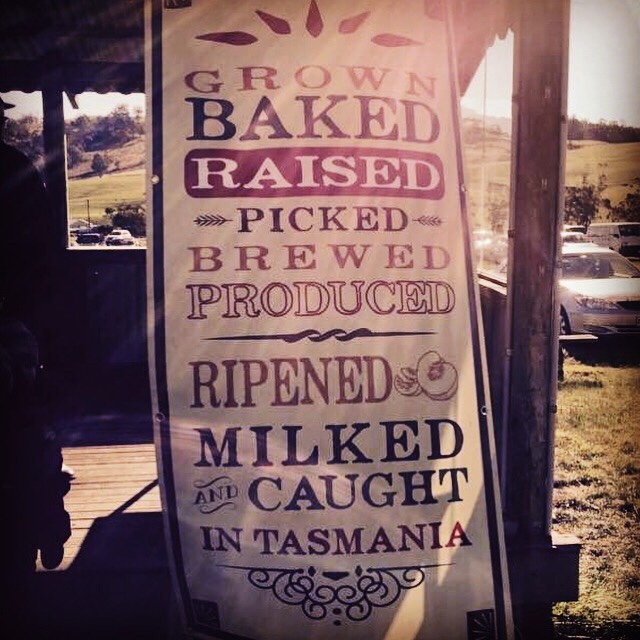 GROWN
BAKED
RAISED
PICKED
BREWED
PRODUCED
RIPENED
MILKED
AND CAUGHT
IN TASMANIA